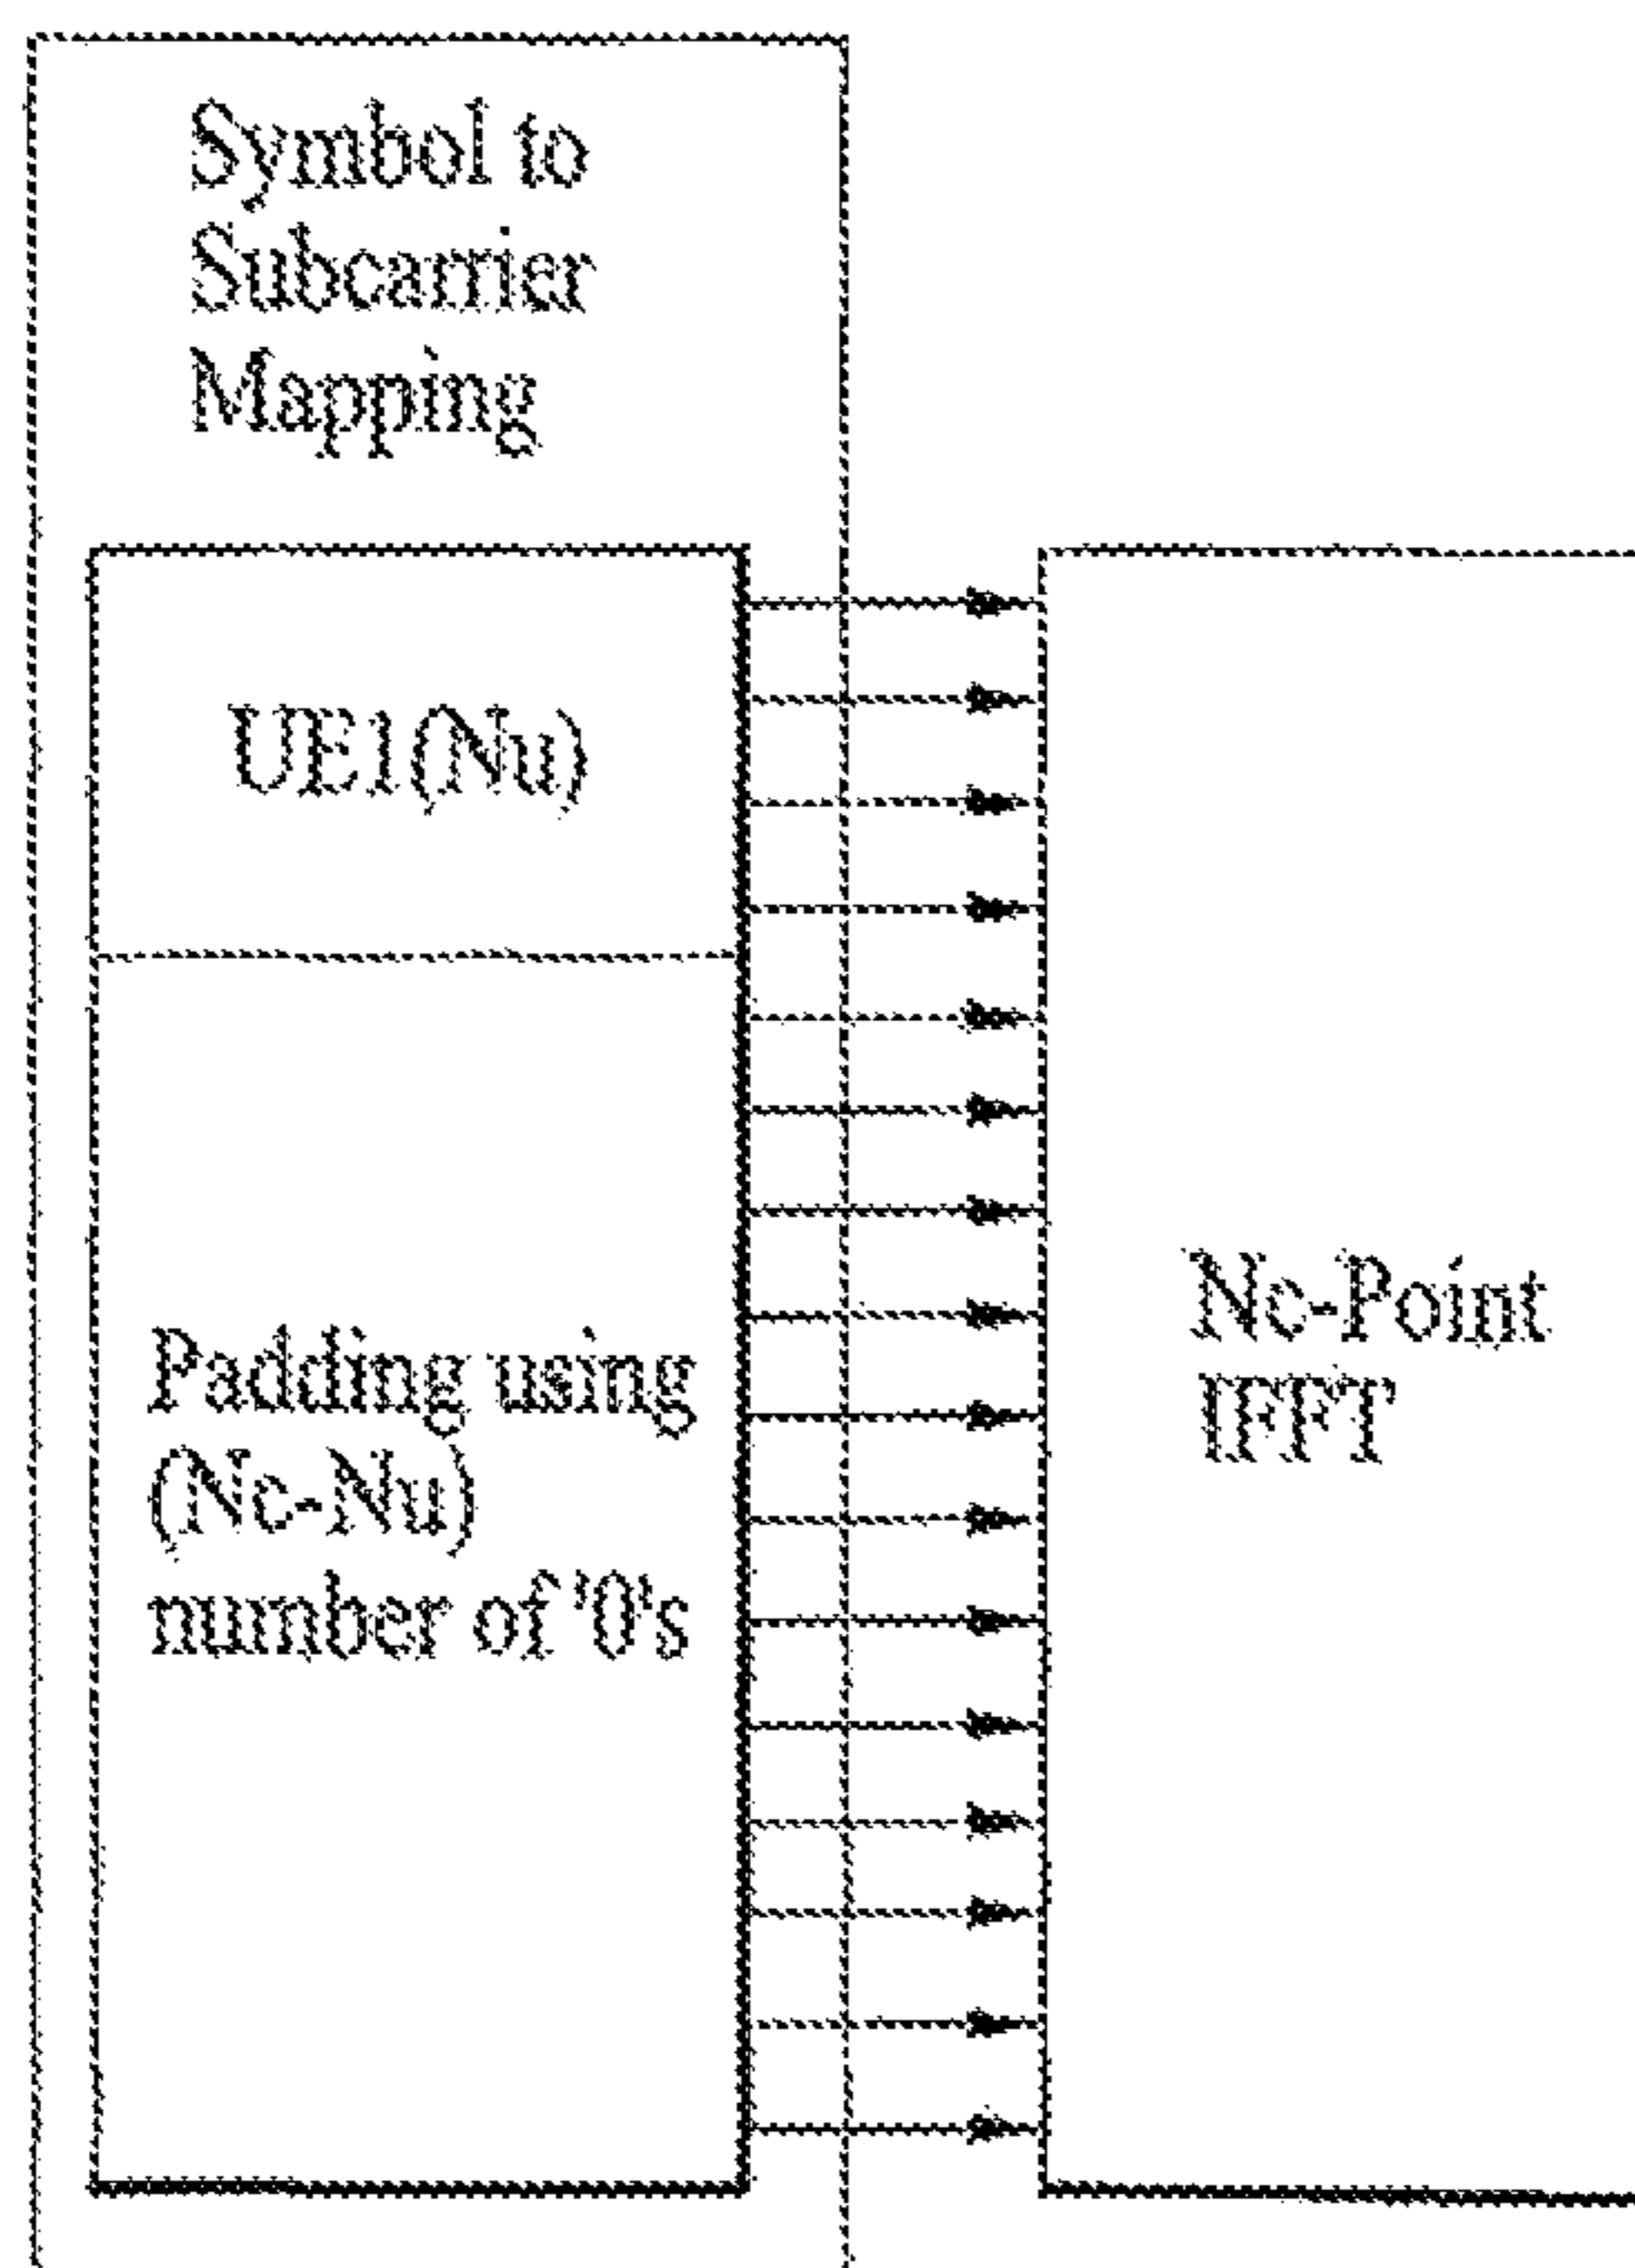 Symbol to
Subcarrier
Mapping
UE1(Nu)
Padding using
(Nc-Nu)
number of '0's
Nc-Point
IFFT